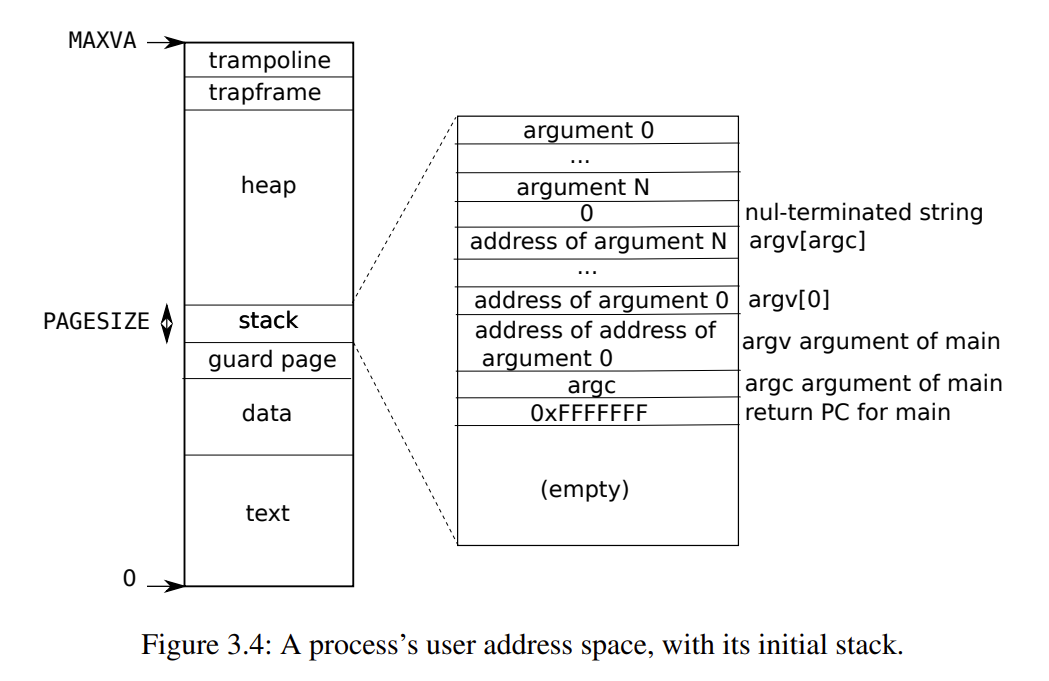 MAXVA
trampoline
trapframe
heap
PAGESIZE
stack
guard page
data
text
0
argument 0
...
argument N
0 nul-terminated string
address of argument N argv[argc]
...
address of argument 0 argv[0]
address of address of
argument 0
argv argument of main
argc argc argument of main
0xFFFFFFF return PC for main
(empty)
Figure 3.4: A process’s user address space, with its initial stack.